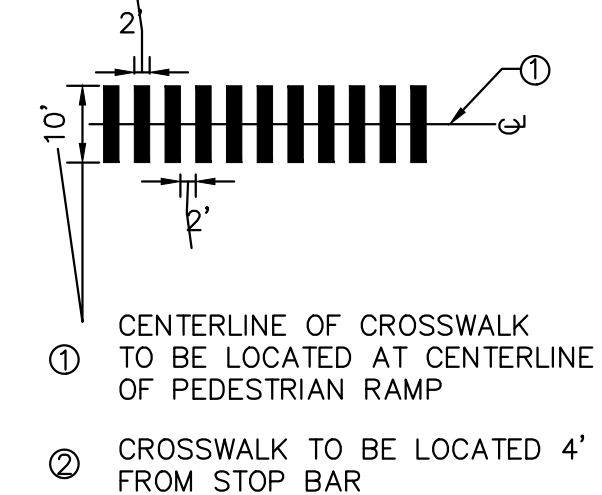 2'
①
10'
℄
2'
① CENTERLINE OF CROSSWALK
TO BE LOCATED AT CENTERLINE
OF PEDESTRIAN RAMP
② CROSSWALK TO BE LOCATED 4'
FROM STOP BAR